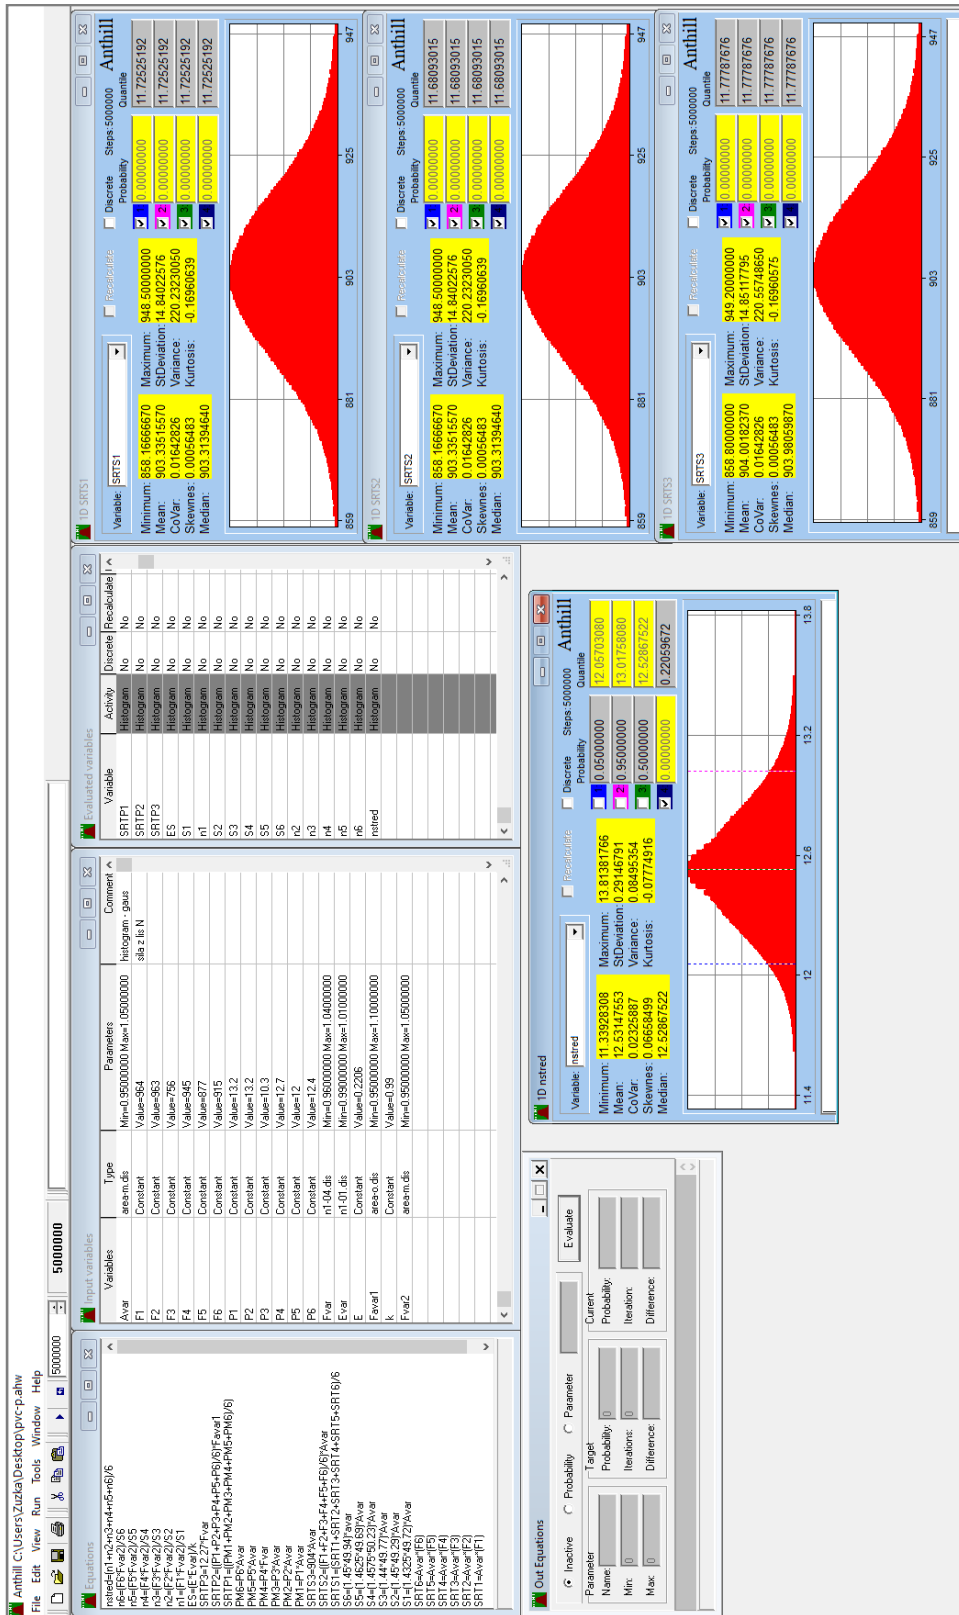 Anthill C:\Users\Zuzka\Desktop\pvc-p.ahw
File Edit View Run Tools Window Help
5000000 5000000
Equations
nstred=(n1+n2+n3+n4+n5+n6)/6
n6=(F6*Fvar2)/S6
n5=(F5*Fvar2)/S5
n4=(F4*Fvar2)/S4
n3=(F3*Fvar2)/S3
n2=(F2*Fvar2)/S2
n1=(F1*Fvar2)/S1
ES=(E*Evar)/k
SRTP3=12.27*Fvar
SRTP2=((P1+P2+P3+P4+P5+P6)/6)*Favar1
SRTP1=((PM1+PM2+PM3+PM4+PM5+PM6)/6)
PM6=P6*Avar
PM5=P5*Avar
PM4=P4*Fvar
PM3=P3*Avar
PM2=P2*Avar
PM1=P1*Avar
SRTS3=904*Avar
SRTS2=((F1+F2+F3+F4+F5+F6)/6)*Avar
SRTS1=(SRT1+SRT2+SRT3+SRT4+SRT5+SRT6)/6
S6=(1.45*49.94)*Avar
S5=(1.4625*49.69)*Avar
S4=(1.4575*50.23)*Avar
S3=(1.44*49.77)*Avar
S2=(1.45*49.29)*Avar
S1=(1.4325*49.72)*Avar
SRT6=Avar*(F6)
SRT5=Avar*(F5)
SRT4=Avar*(F4)
SRT3=Avar*(F3)
SRT2=Avar*(F2)
SRT1=Avar*(F1)
Input variables
Variables Type Parameters Comment
Avar area-m.dis Min=0.95000000 Max=1.05000000 histogram - gaus
F1 Constant Value=964 sila z lis N
F2 Constant Value=963
F3 Constant Value=756
F4 Constant Value=945
F5 Constant Value=877
F6 Constant Value=915
P1 Constant Value=13.2
P2 Constant Value=13.2
P3 Constant Value=10.3
P4 Constant Value=12.7
P5 Constant Value=12
P6 Constant Value=12.4
Fvar n1-04.dis Min=0.96000000 Max=1.04000000
Evar n1-01.dis Min=0.99000000 Max=1.01000000
E Constant Value=0.2206
Favar1 area-o.dis Min=0.95000000 Max=1.10000000
k Constant Value=0.99
Fvar2 area-m.dis Min=0.95000000 Max=1.05000000
Evaluated variables
Variable Activity Discrete Recalculate
SRTP1 Histogram No No
SRTP2 Histogram No No
SRTP3 Histogram No No
ES Histogram No No
S1 Histogram No No
n1 Histogram No No
S2 Histogram No No
S3 Histogram No No
S4 Histogram No No
S5 Histogram No No
S6 Histogram No No
n2 Histogram No No
n3 Histogram No No
n4 Histogram No No
n5 Histogram No No
n6 Histogram No No
nstred Histogram No No
1D SRTS1
Variable: SRTS1 Recalculate Discrete Steps:5000000 Anthill
Probability Quantile
Minimum: 858.16666670 Maximum: 948.50000000 1: 0.00000000 11.72525192
Mean: 903.33515570 StDeviation: 14.84022576 2: 0.00000000 11.72525192
CoVar: 0.01642826 Variance: 220.23230050 3: 0.00000000 11.72525192
Skewnes: 0.00056483 Kurtosis: -0.16960639 0.00000000 11.72525192
Median: 903.31394640
859 881 903 925 947
1D SRTS2
Variable: SRTS2 Recalculate Discrete Steps:5000000 Anthill
Probability Quantile
Minimum: 858.16666670 Maximum: 948.50000000 1: 0.00000000 11.68093015
Mean: 903.33515570 StDeviation: 14.84022576 2: 0.00000000 11.68093015
CoVar: 0.01642826 Variance: 220.23230050 3: 0.00000000 11.68093015
Skewnes: 0.00056483 Kurtosis: -0.16960639 0.00000000 11.68093015
Median: 903.31394640
859 881 903 925 947
1D SRTS3
Variable: SRTS3 Recalculate Discrete Steps:5000000 Anthill
Probability Quantile
Minimum: 858.80000000 Maximum: 949.20000000 1: 0.00000000 11.77787676
Mean: 904.00182370 StDeviation: 14.85117795 2: 0.00000000 11.77787676
CoVar: 0.01642826 Variance: 220.55748650 3: 0.00000000 11.77787676
Skewnes: 0.00056483 Kurtosis: -0.16960575 0.00000000 11.77787676
Median: 903.98059870
859 881 903 925 947
Out Equations
Inactive Probability Parameter Evaluate
Parameter Target Current
Name: Probability: 0 Probability:
Min: 0 Iterations: 0 Iteration:
Max: 0 Difference: Difference:
1D nstred
Variable: nstred Recalculate Discrete Steps:5000000 Anthill
Probability Quantile
Minimum: 11.33928308 Maximum: 13.81381766 1: 0.05000000 12.05703080
Mean: 12.53147553 StDeviation: 0.29146791 2: 0.95000000 13.01758080
CoVar: 0.02325887 Variance: 0.08495354 3: 0.50000000 12.52867522
Skewnes: 0.06658499 Kurtosis: -0.07774916 0.00000000 0.22059672
Median: 12.52867522
11.4 12 12.6 13.2 13.8